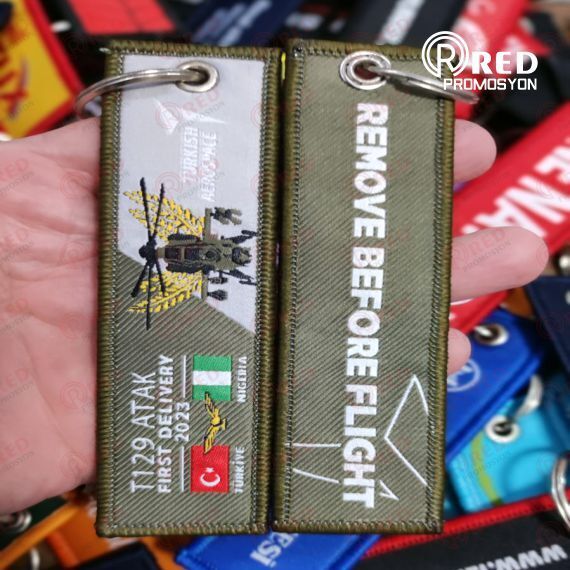 RED
PROMOSYON
TURKISH
AEROSPACE
T129 ATAK
FIRST DELIVERY
2023
NIGERIA
TÜRKİYE
REMOVE BEFORE FLIGHT